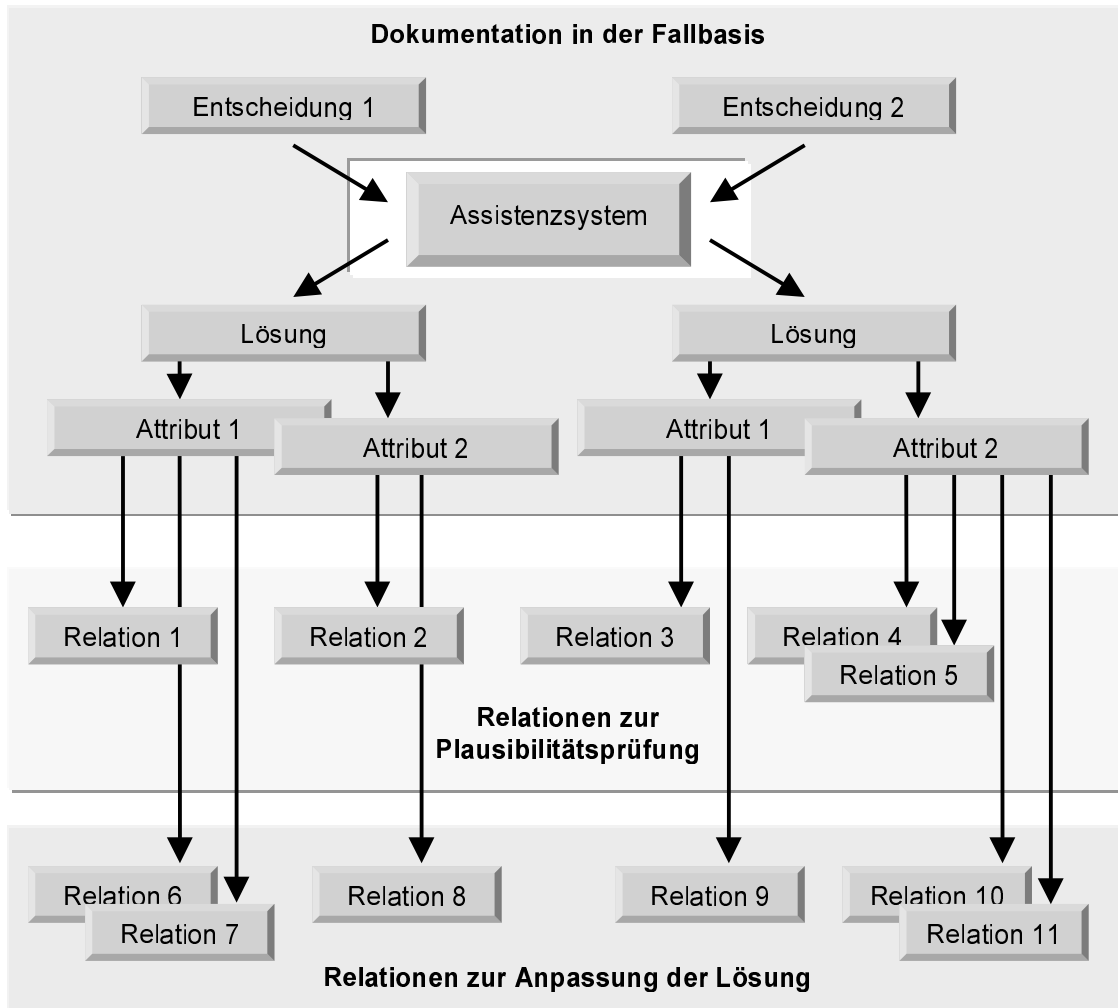 Dokumentation in der Fallbasis
Entscheidung 1
Entscheidung 2
Assistenzsystem
Lösung
Lösung
Attribut 1
Attribut 2
Attribut 1
Attribut 2
Relation 1
Relation 2
Relation 3
Relation 4
Relation 5
Relationen zur
Plausibilitätsprüfung
Relation 6
Relation 7
Relation 8
Relation 9
Relation 10
Relation 11
Relationen zur Anpassung der Lösung